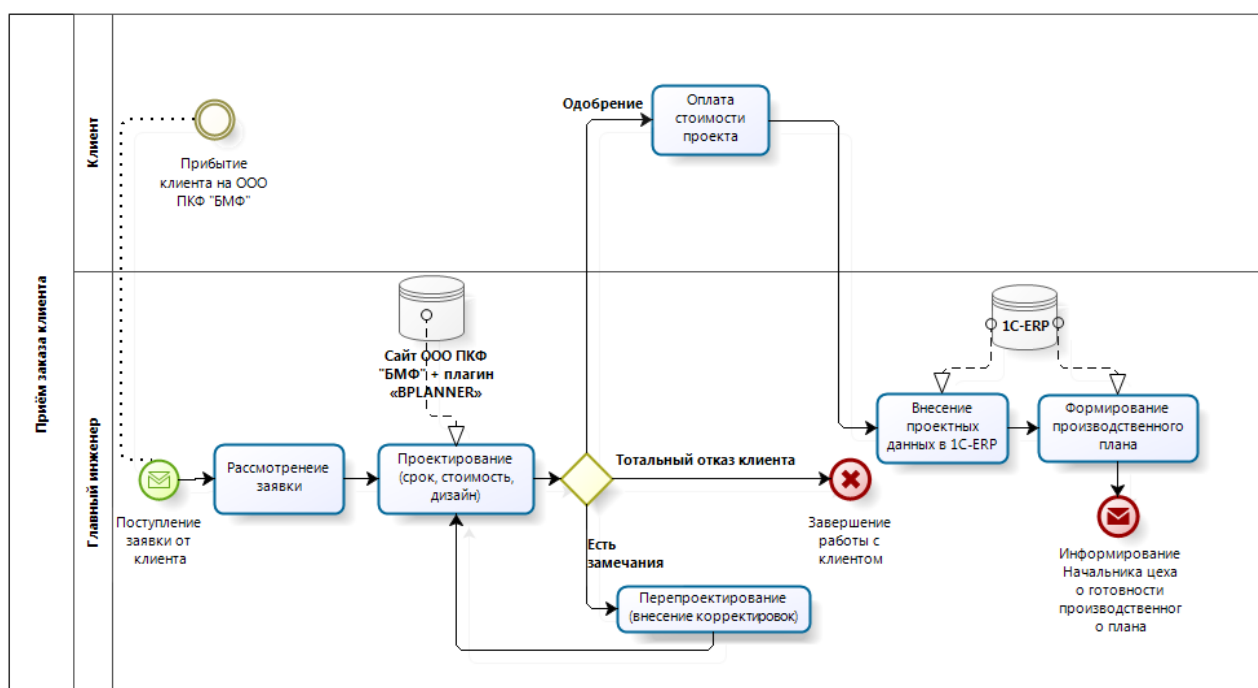 Приём заказа клиента
Клиент
Прибытие
клиента на ООО
ПКФ "БМФ"
Одобрение
Оплата
стоимости
проекта
Главный инженер
Поступление
заявки от
клиента
Рассмотренеие
заявки
Сайт ООО ПКФ
"БМФ" + плагин
«BPLANNER»
Проектирование
(срок, стоимость,
дизайн)
Тотальный отказ клиента
Завершение
работы с
клиентом
Есть
замечания
Перепроектирование
(внесение корректировок)
1С-ERP
Внесение
проектных
данных в 1С-ERP
Формирование
производственного
плана
Информирование
Начальника цеха
о готовности
производственног
о плана